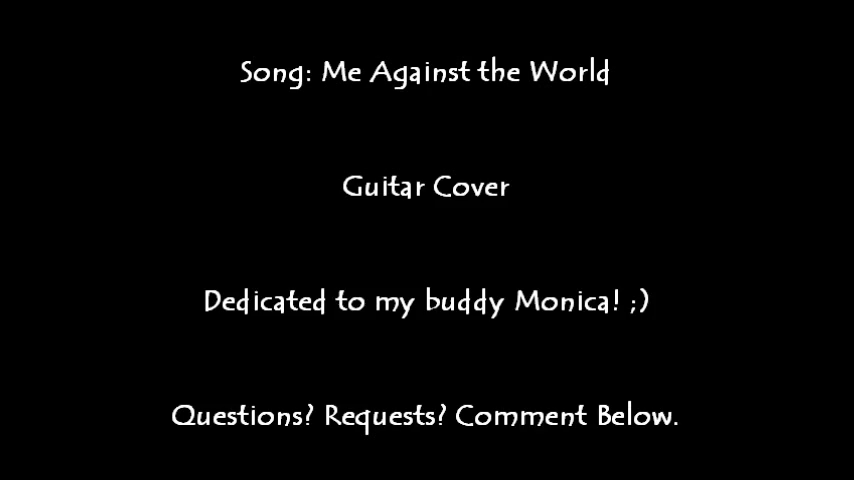 Song: Me Against the World
Guitar Cover
Dedicated to my buddy Monica! ;)
Questions? Requests? Comment Below.